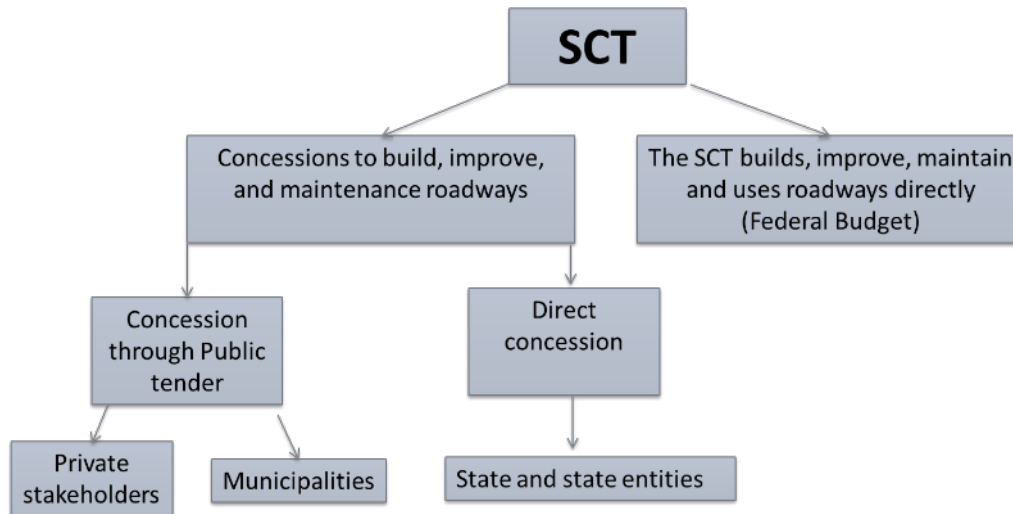 SCT
Concessions to build, improve,
and maintenance roadways
The SCT builds, improve, maintain
and uses roadways directly
(Federal Budget)
Concession
through Public
tender
Direct
concession
Private
stakeholders
Municipalities
State and state entities